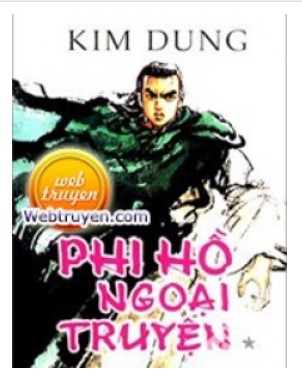 KIM DUNG
web
truyen
Webtruyen.com
PHI HỒ
NGOẠI
TRUYỆN